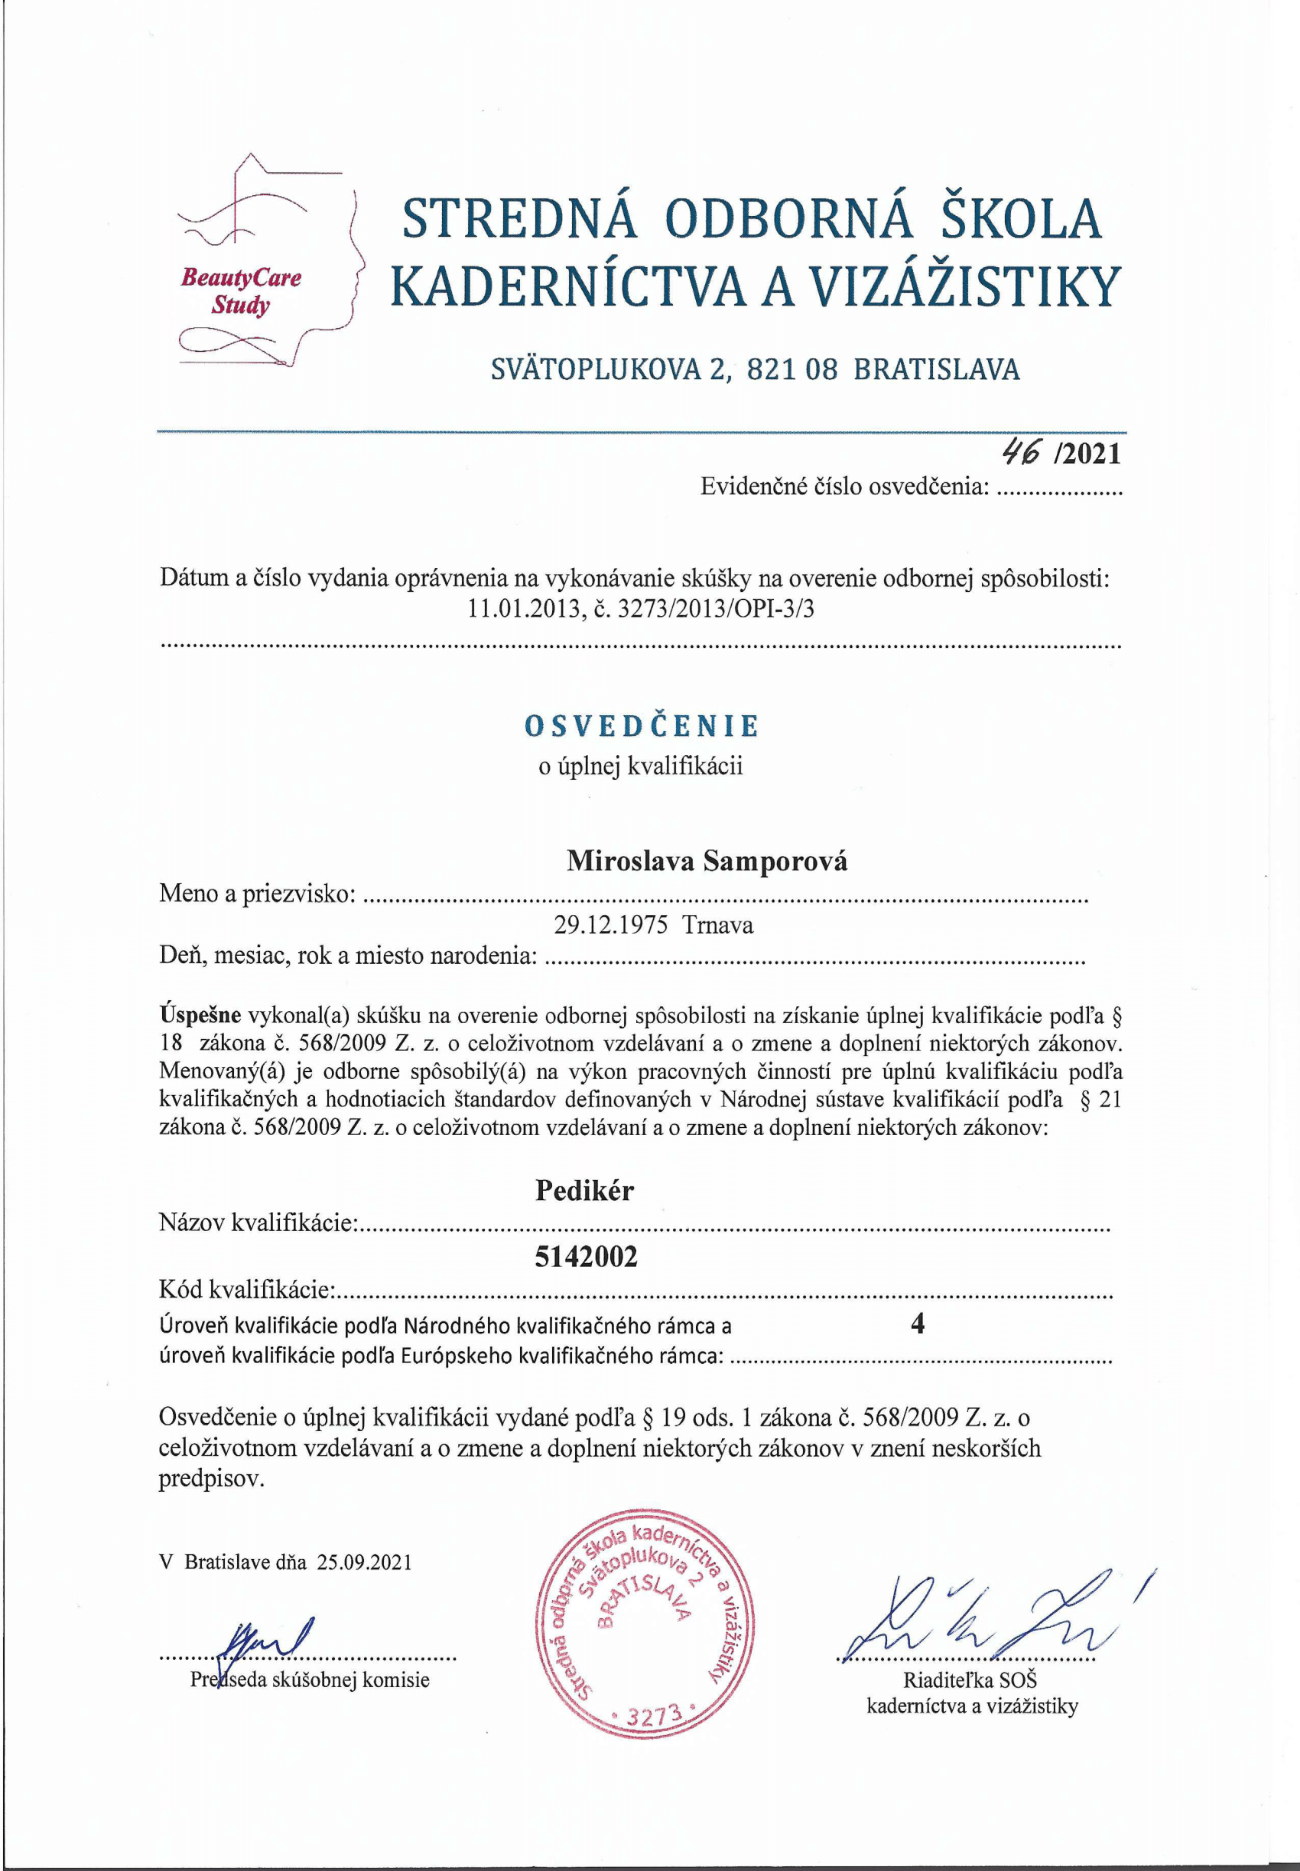 BeautyCare
Study
STREDNÁ ODBORNÁ ŠKOLA
KADERNÍCTVA A VIZÁŽISTIKY
SVÄTOPLUKOVA 2, 821 08 BRATISLAVA
46 /2021
Evidenčné číslo osvedčenia: ....................
Dátum a číslo vydania oprávnenia na vykonávanie skúšky na overenie odbornej spôsobilosti:
11.01.2013, č. 3273/2013/OPI-3/3
OSVEDČENIE
o úplnej kvalifikácii
Miroslava Samporová
Meno a priezvisko: ....................
29.12.1975 Trnava
Deň, mesiac, rok a miesto narodenia: ....................
Úspešne vykonal(a) skúšku na overenie odbornej spôsobilosti na získanie úplnej kvalifikácie podľa §
18 zákona č. 568/2009 Z. z. o celoživotnom vzdelávaní a o zmene a doplnení niektorých zákonov.
Menovaný(á) je odborne spôsobilý(á) na výkon pracovných činností pre úplnú kvalifikáciu podľa
kvalifikačných a hodnotiacich štandardov definovaných v Národnej sústave kvalifikácií podľa § 21
zákona č. 568/2009 Z. z. o celoživotnom vzdelávaní a o zmene a doplnení niektorých zákonov:
Pedikér
Názov kvalifikácie:....................
5142002
Kód kvalifikácie:....................
Úroveň kvalifikácie podľa Národného kvalifikačného rámca a 4
úroveň kvalifikácie podľa Európskeho kvalifikačného rámca: ....................
Osvedčenie o úplnej kvalifikácii vydané podľa § 19 ods. 1 zákona č. 568/2009 Z. z. o
celoživotnom vzdelávaní a o zmene a doplnení niektorých zákonov v znení neskorších
predpisov.
V Bratislave dňa 25.09.2021
Stredná odborná škola kaderníctva a vizážistiky
Svätoplukova 2
BRATISLAVA
· 3273 ·
Predseda skúšobnej komisie
Riaditeľka SOŠ
kaderníctva a vizážistiky